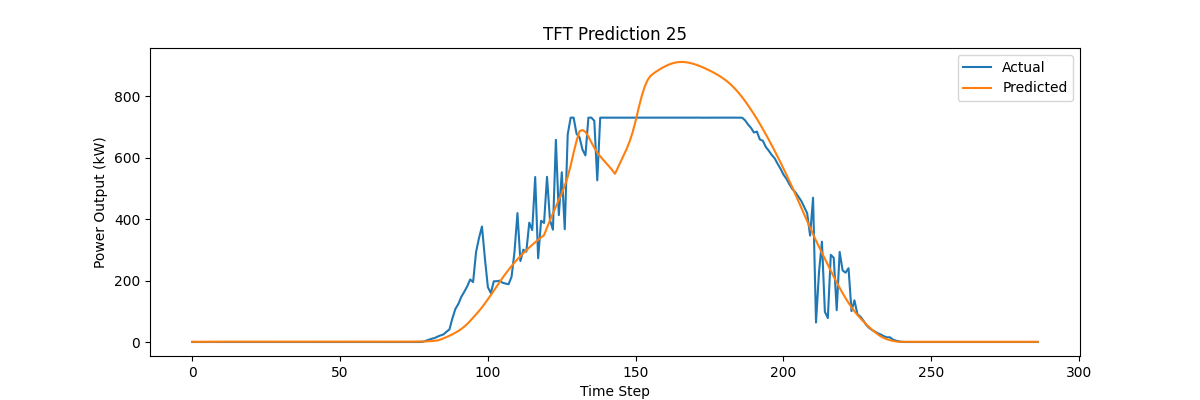 TFT Prediction 25
Actual
Predicted
Power Output (kW)
800
600
400
200
0
0 50 100 150 200 250 300
Time Step